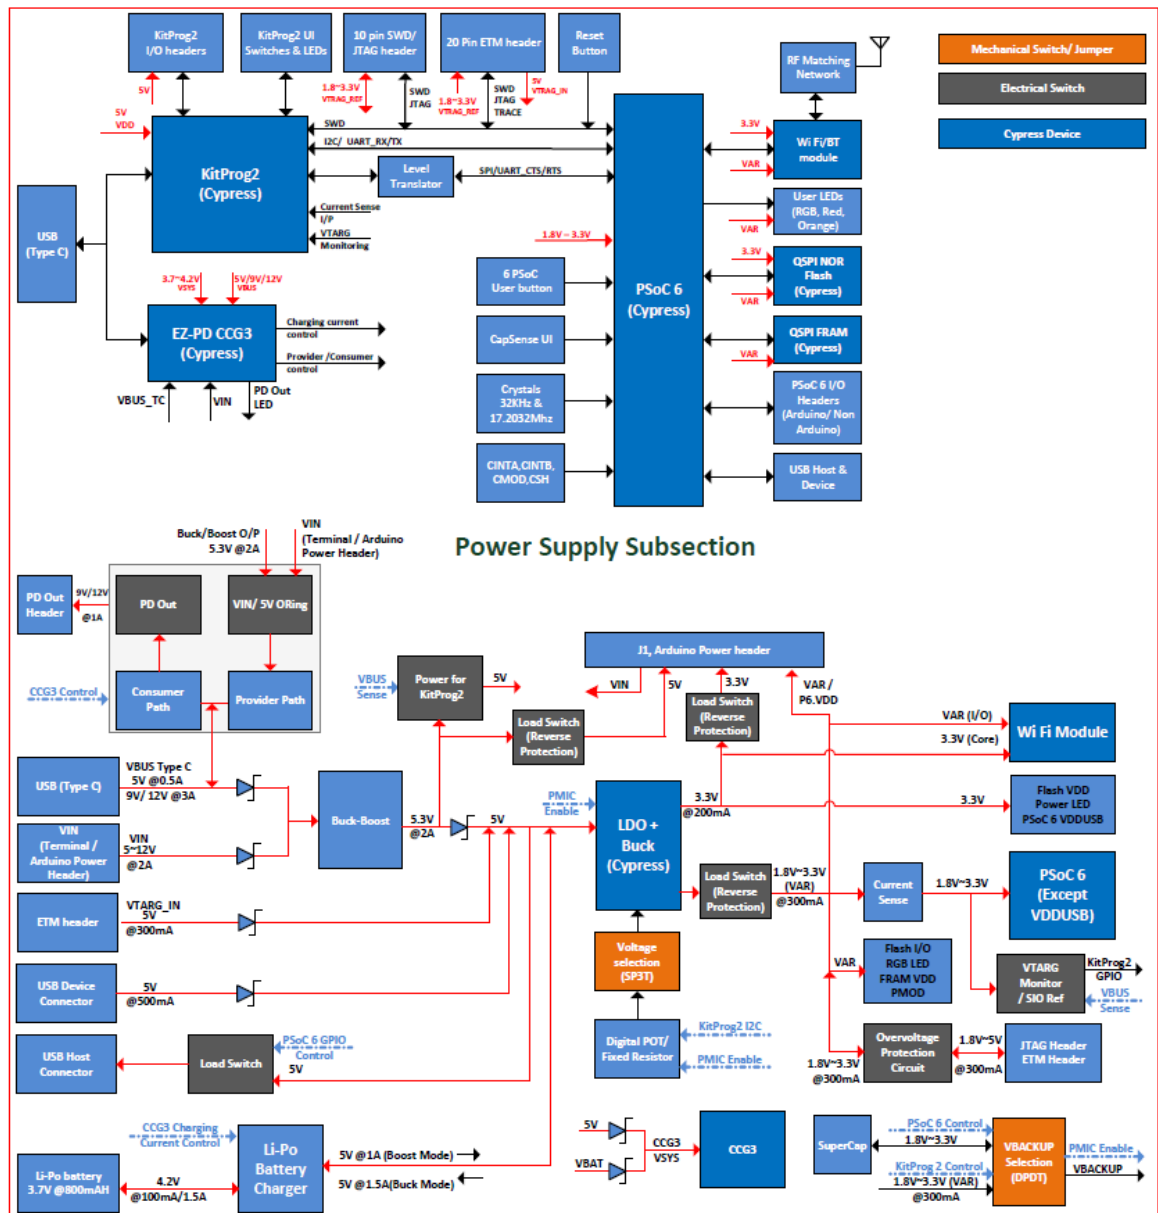 KitProg2
I/O headers
KitProg2 UI
Switches & LEDs
10 pin SWD/
JTAG header
20 Pin ETM header
Reset
Button
RF Matching
Network
Mechanical Switch/ Jumper
Electrical Switch
Cypress Device
5V
1.8~3.3V
VTRAG_REF
SWD
JTAG
1.8~3.3V
VTRAG_REF
SWD
JTAG
TRACE
5V
VTRAG_IN
5V
VDD
KitProg2
(Cypress)
SWD
I2C/ UART_RX/TX
Level
Translator
SPI/UART_CTS/RTS
Current Sense
I/P
VTARG
Monitoring
USB
(Type C)
3.7~4.2V
VSYS
5V/9V/12V
VBUS
EZ-PD CCG3
(Cypress)
Charging current
control
Provider /Consumer
control
VBUS_TC
VIN
PD Out
LED
1.8V – 3.3V
6 PSoC
User button
CapSense UI
Crystals
32KHz &
17.2032Mhz
CINTA,CINTB,
CMOD,CSH
PSoC 6
(Cypress)
3.3V
VAR
Wi Fi/BT
module
VAR
User LEDs
(RGB, Red,
Orange)
3.3V
VAR
QSPI NOR
Flash
(Cypress)
VAR
QSPI FRAM
(Cypress)
PSoC 6 I/O
Headers
(Arduino/ Non
Arduino)
USB Host &
Device
Power Supply Subsection
Buck/Boost O/P
5.3V @2A
VIN
(Terminal / Arduino
Power Header)
PD Out
Header
9V/12V
@1A
PD Out
VIN/ 5V ORing
CCG3 Control
Consumer
Path
Provider Path
VBUS
Sense
Power for
KitProg2
5V
Load Switch
(Reverse
Protection)
J1, Arduino Power header
VIN
5V
3.3V
Load Switch
(Reverse
Protection)
VAR /
P6.VDD
VAR (I/O)
3.3V (Core)
Wi Fi Module
USB (Type C)
VBUS Type C
5V @0.5A
9V/ 12V @3A
VIN
(Terminal /
Arduino Power
Header)
VIN
5~12V
@2A
Buck-Boost
5.3V
@2A
5V
PMIC
Enable
LDO +
Buck
(Cypress)
3.3V
@200mA
3.3V
Flash VDD
Power LED
PSoC 6 VDDUSB
Load Switch
(Reverse
Protection)
1.8V~3.3V
(VAR)
@300mA
Current
Sense
1.8V~3.3V
PSoC 6
(Except
VDDUSB)
ETM header
VTARG_IN
5V
@300mA
Voltage
selection
(SP3T)
VAR
Flash I/O
RGB LED
FRAM VDD
PMOD
VTARG
Monitor
/ SIO Ref
KitProg2
GPIO
VBUS
Sense
USB Device
Connector
5V
@500mA
USB Host
Connector
Load Switch
PSoC 6 GPIO
Control
5V
Digital POT/
Fixed Resistor
KitProg2 I2C
PMIC Enable
1.8V~3.3V
@300mA
Overvoltage
Protection
Circuit
1.8V~5V
@300mA
JTAG Header
ETM Header
CCG3 Charging
Current Control
Li-Po battery
3.7V @800mAH
4.2V
@100mA/1.5A
Li-Po
Battery
Charger
5V @1A (Boost Mode)
5V @1.5A(Buck Mode)
5V
VBAT
CCG3
VSYS
CCG3
SuperCap
PSoC 6 Control
1.8V~3.3V
KitProg 2 Control
1.8V~3.3V (VAR)
@300mA
VBACKUP
Selection
(DPDT)
PMIC Enable
VBACKUP